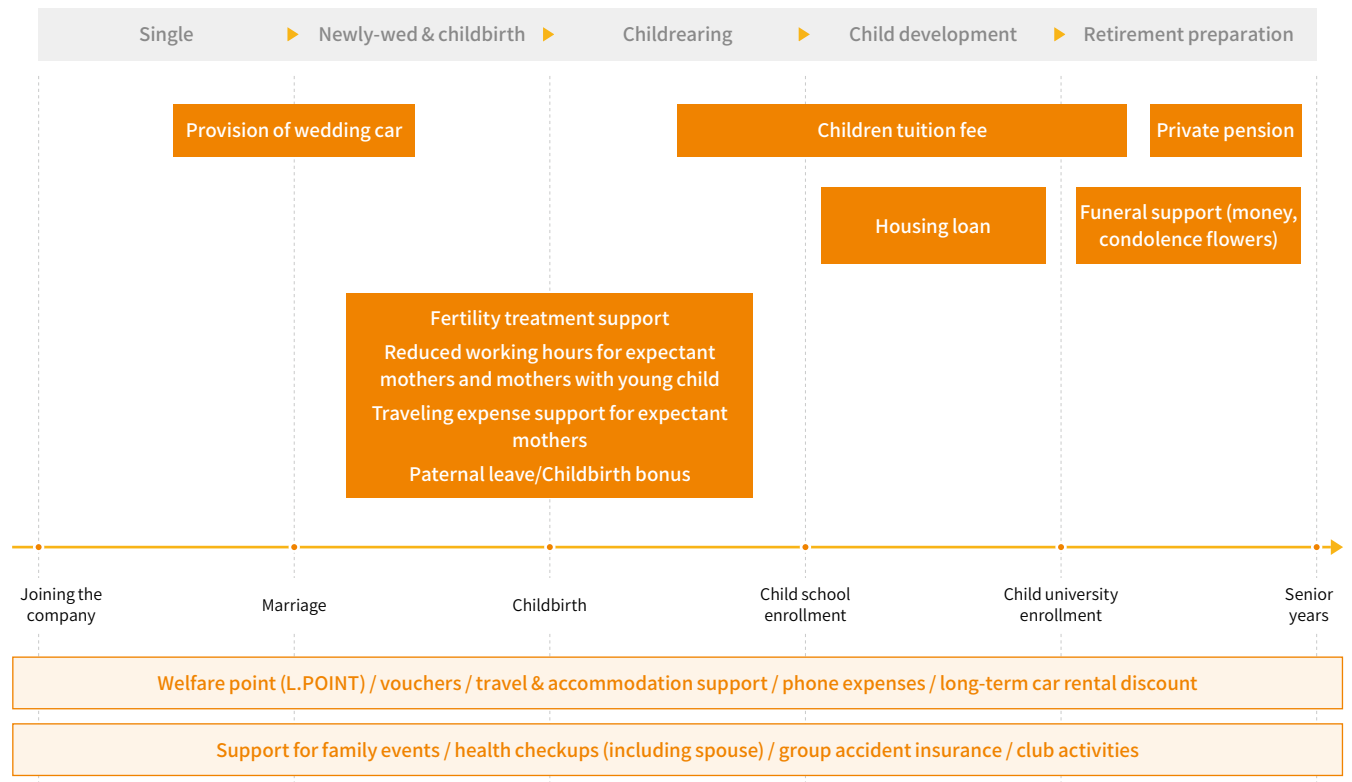 Single
Newly-wed & childbirth
Childrearing
Child development
Retirement preparation
Provision of wedding car
Children tuition fee
Private pension
Housing loan
Funeral support (money,
condolence flowers)
Fertility treatment support
Reduced working hours for expectant
mothers and mothers with young child
Traveling expense support for expectant
mothers
Paternal leave/Childbirth bonus
Joining the
company
Marriage
Childbirth
Child school
enrollment
Child university
enrollment
Senior
years
Welfare point (L.POINT) / vouchers / travel & accommodation support / phone expenses / long-term car rental discount
Support for family events / health checkups (including spouse) / group accident insurance / club activities